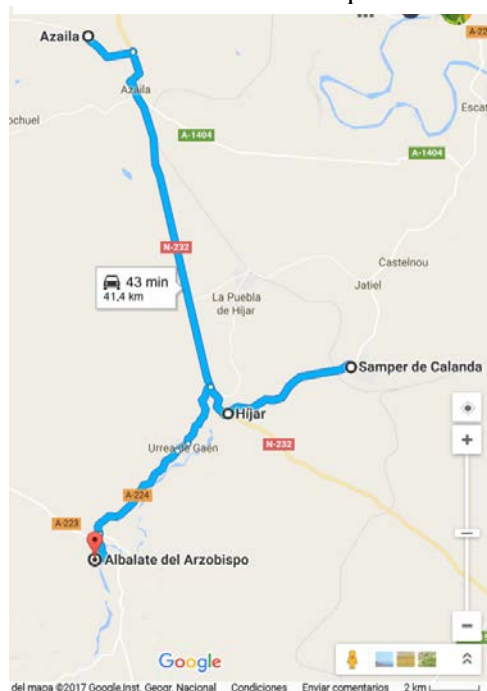 Azaila
A-22
Azaila
ochuel
Escat
A-1404
A-1404
N-232
Castelnou
43 min
41,4 km
La Puebla
de Híjar
Jatiel
Samper de Calanda
Híjar
N-232
Urrea de Gaén
A-224
A-223
Albalate del Arzobispo
Google
del mapa ©2017 Google,Inst. Geogr. Nacional Condiciones Enviar comentarios 2 km